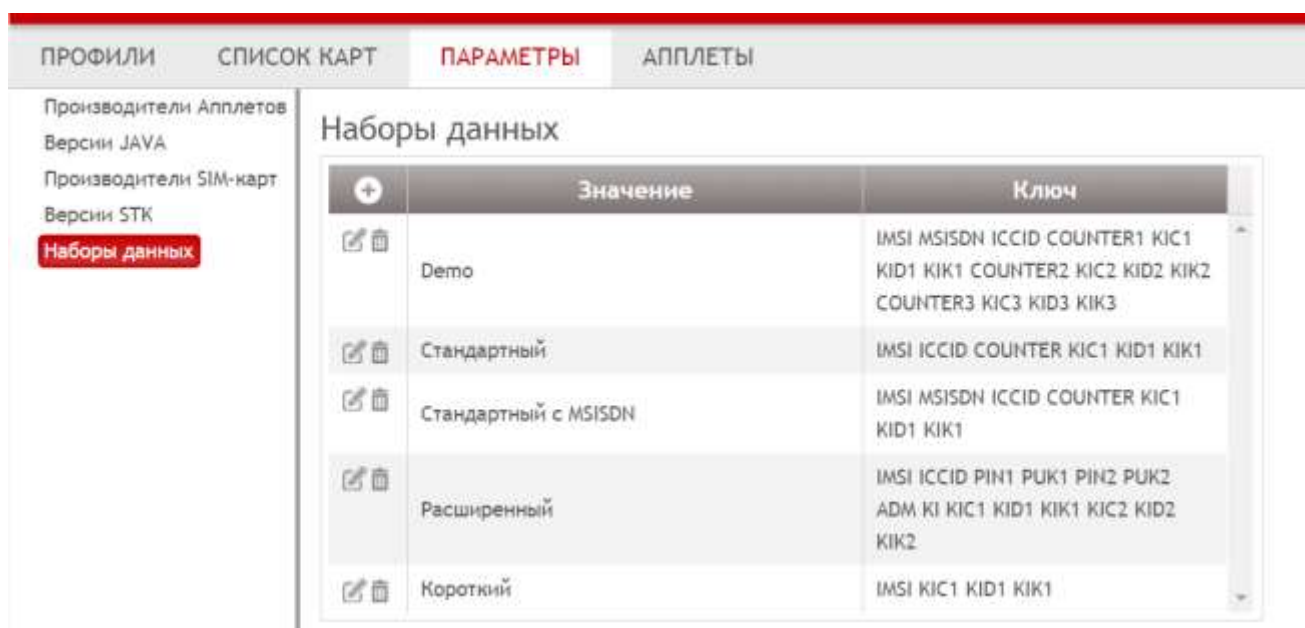 ПРОФИЛИ СПИСОК КАРТ ПАРАМЕТРЫ АППЛЕТЫ
Производители Апплетов
Версии JAVA
Производители SIM-карт
Версии STK
Наборы данных
Наборы данных
Значение Ключ
Demo
IMSI MSISDN ICCID COUNTER1 KIC1
KID1 KIK1 COUNTER2 KIC2 KID2 KIK2
COUNTER3 KIC3 KID3 KIK3
Стандартный
IMSI ICCID COUNTER KIC1 KID1 KIK1
Стандартный с MSISDN
IMSI MSISDN ICCID COUNTER KIC1
KID1 KIK1
Расширенный
IMSI ICCID PIN1 PUK1 PIN2 PUK2
ADM KI KIC1 KID1 KIK1 KIC2 KID2
KIK2
Короткий
IMSI KIC1 KID1 KIK1